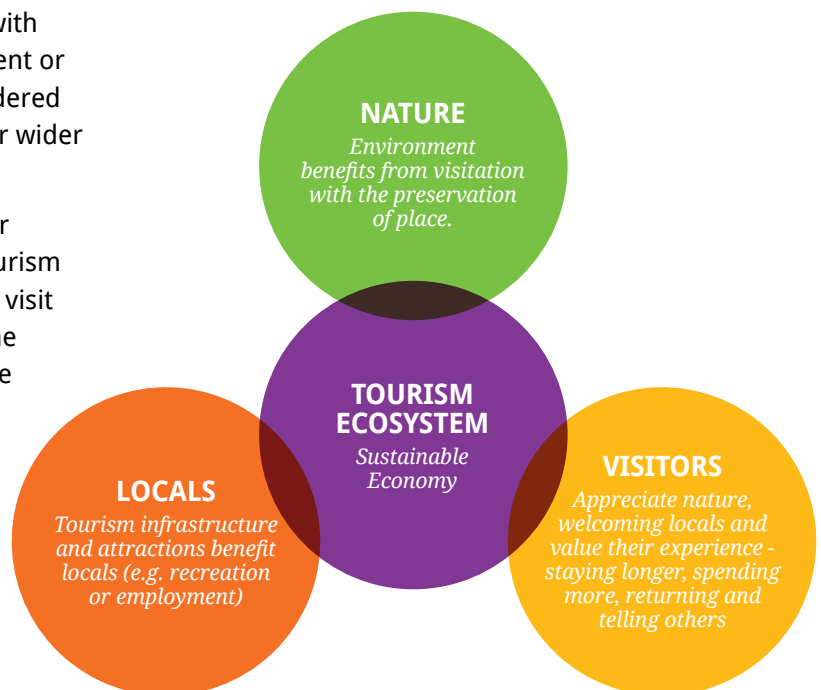 with
ent or
dered
r wider
r
urism
visit
ne
e
NATURE
Environment
benefits from visitation
with the preservation
of place.
TOURISM
ECOSYSTEM
Sustainable
Economy
LOCALS
Tourism infrastructure
and attractions benefit
locals (e.g. recreation
or employment)
VISITORS
Appreciate nature,
welcoming locals and
value their experience -
staying longer, spending
more, returning and
telling others